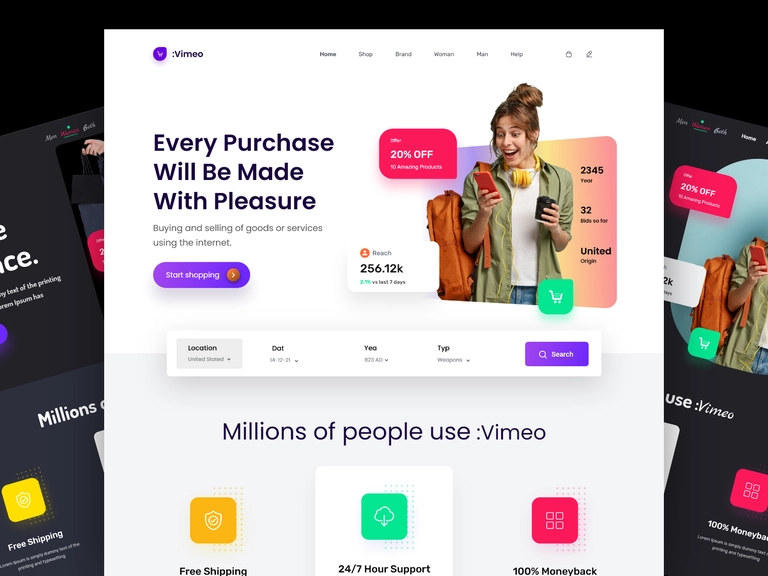 :Vimeo
Home Shop Brand Woman Man Help
Every Purchase
Will Be Made
With Pleasure
Buying and selling of goods or services
using the internet.
Start shopping
Offer
20% OFF
10 Amazing Products
2345
Year
32
Bids so for
United
Origin
Reach
256.12k
2.1% vs last 7 days
Location
United Stated
Dat
14-12-21
Yea
823 AD
Typ
Weapons
Search
Millions of people use :Vimeo
Free Shipping
24/7 Hour Support
100% Moneyback
Men Women Both
e
nce.
my text of the printing
Lorem Ipsum has
Millions o
Free Shipping
Lorem Ipsum is simply dummy text of the
printing and typesetting
Men Women Both
Home
Offer
20% OFF
10 Amazing Products
2k
days
use :Vimeo
100% Moneyback
Lorem Ipsum is simply dummy text of the
printing and typesetting